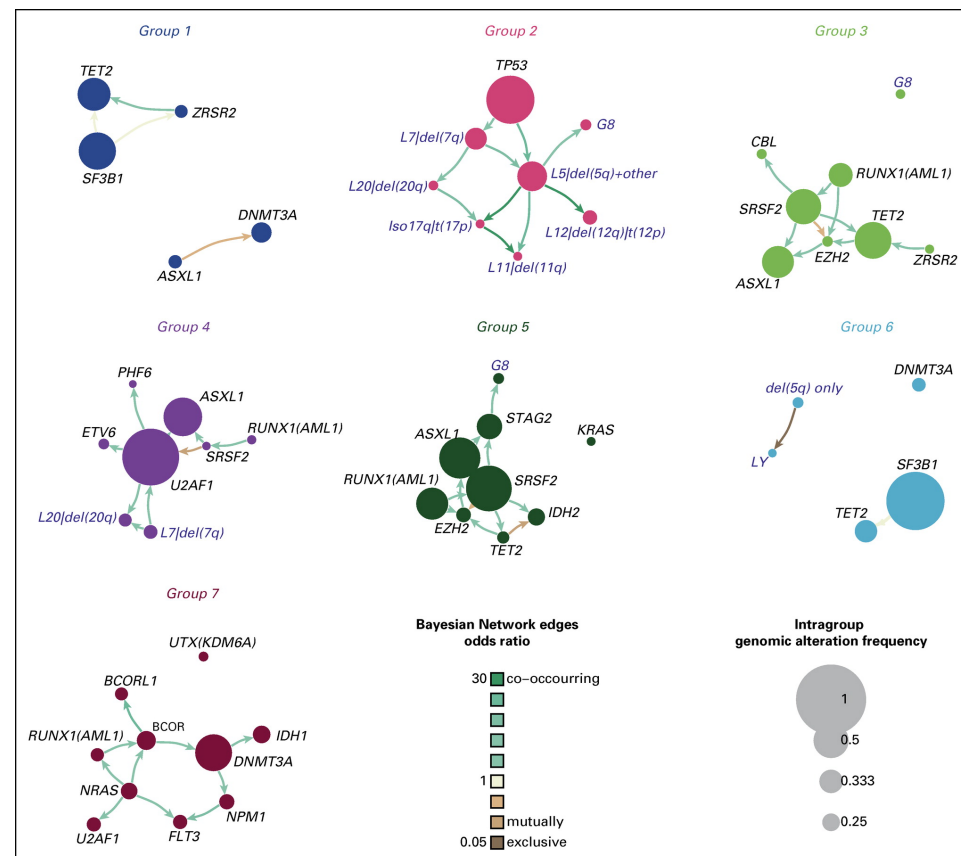 Group 1
TET2
ZRSR2
SF3B1
DNMT3A
ASXL1
Group 2
TP53
L7|del(7q)
G8
L20|del(20q)
L5|del(5q)+other
Iso17q|t(17p)
L12|del(12q)|t(12p)
L11|del(11q)
Group 3
G8
CBL
RUNX1(AML1)
SRSF2
TET2
EZH2
ZRSR2
ASXL1
Group 4
PHF6
ASXL1
ETV6
RUNX1(AML1)
SRSF2
U2AF1
L20|del(20q)
L7|del(7q)
Group 5
G8
STAG2
KRAS
ASXL1
RUNX1(AML1)
SRSF2
EZH2
IDH2
TET2
Group 6
DNMT3A
del(5q) only
LY
SF3B1
TET2
Group 7
UTX(KDM6A)
BCORL1
BCOR
RUNX1(AML1)
IDH1
DNMT3A
NRAS
NPM1
U2AF1
FLT3
Bayesian Network edges
odds ratio
30 co-occourring
1
mutually
0.05 exclusive
Intragroup
genomic alteration frequency
1
0.5
0.333
0.25